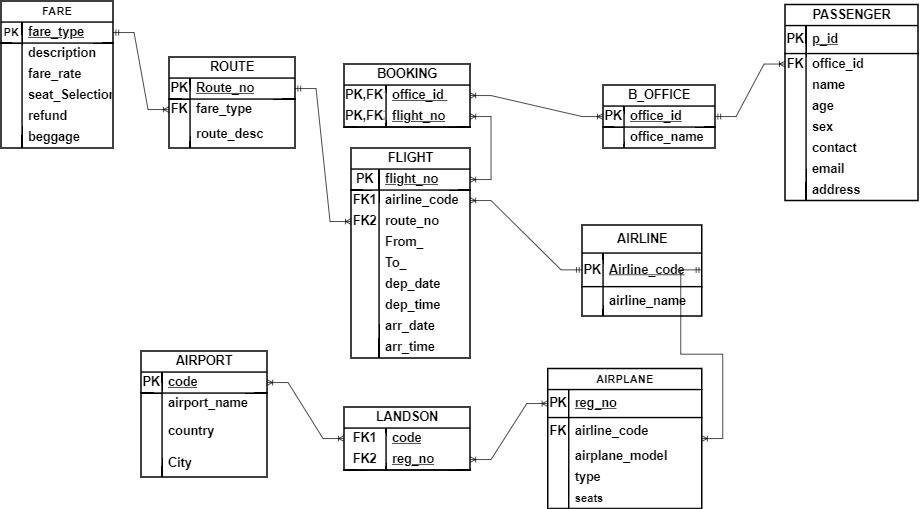 FARE
PK fare_type
description
fare_rate
seat_Selection
refund
beggage
ROUTE
PK Route_no
FK fare_type
route_desc
BOOKING
PK,FK office_id
PK,FK flight_no
FLIGHT
PK flight_no
FK1 airline_code
FK2 route_no
From_
To_
dep_date
dep_time
arr_date
arr_time
B_OFFICE
PK office_id
office_name
PASSENGER
PK p_id
FK office_id
name
age
sex
contact
email
address
AIRLINE
PK Airline_code
airline_name
AIRPORT
PK code
airport_name
country
City
LANDSON
FK1 code
FK2 reg_no
AIRPLANE
PK reg_no
FK airline_code
airplane_model
type
seats